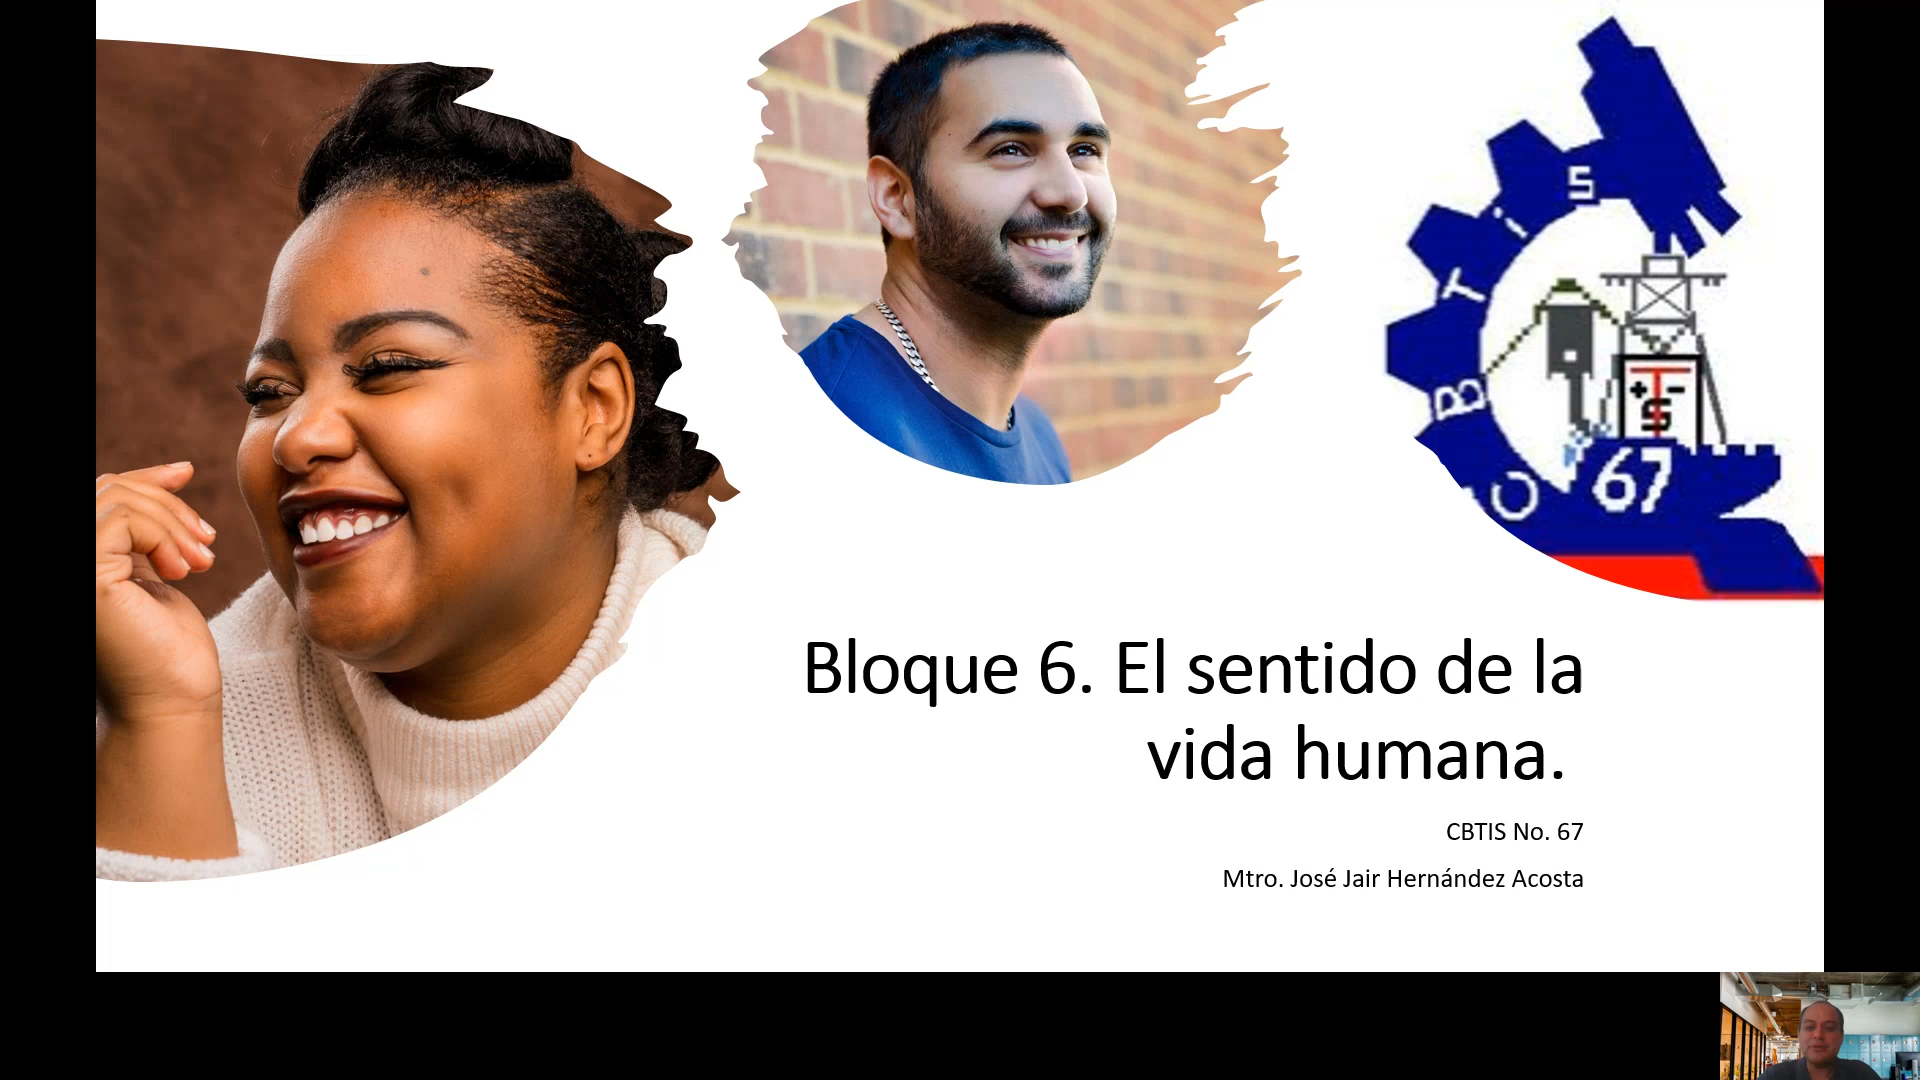 CBTIS
67
+ T -
S
Bloque 6. El sentido de la
vida humana.
CBTIS No. 67
Mtro. José Jair Hernández Acosta